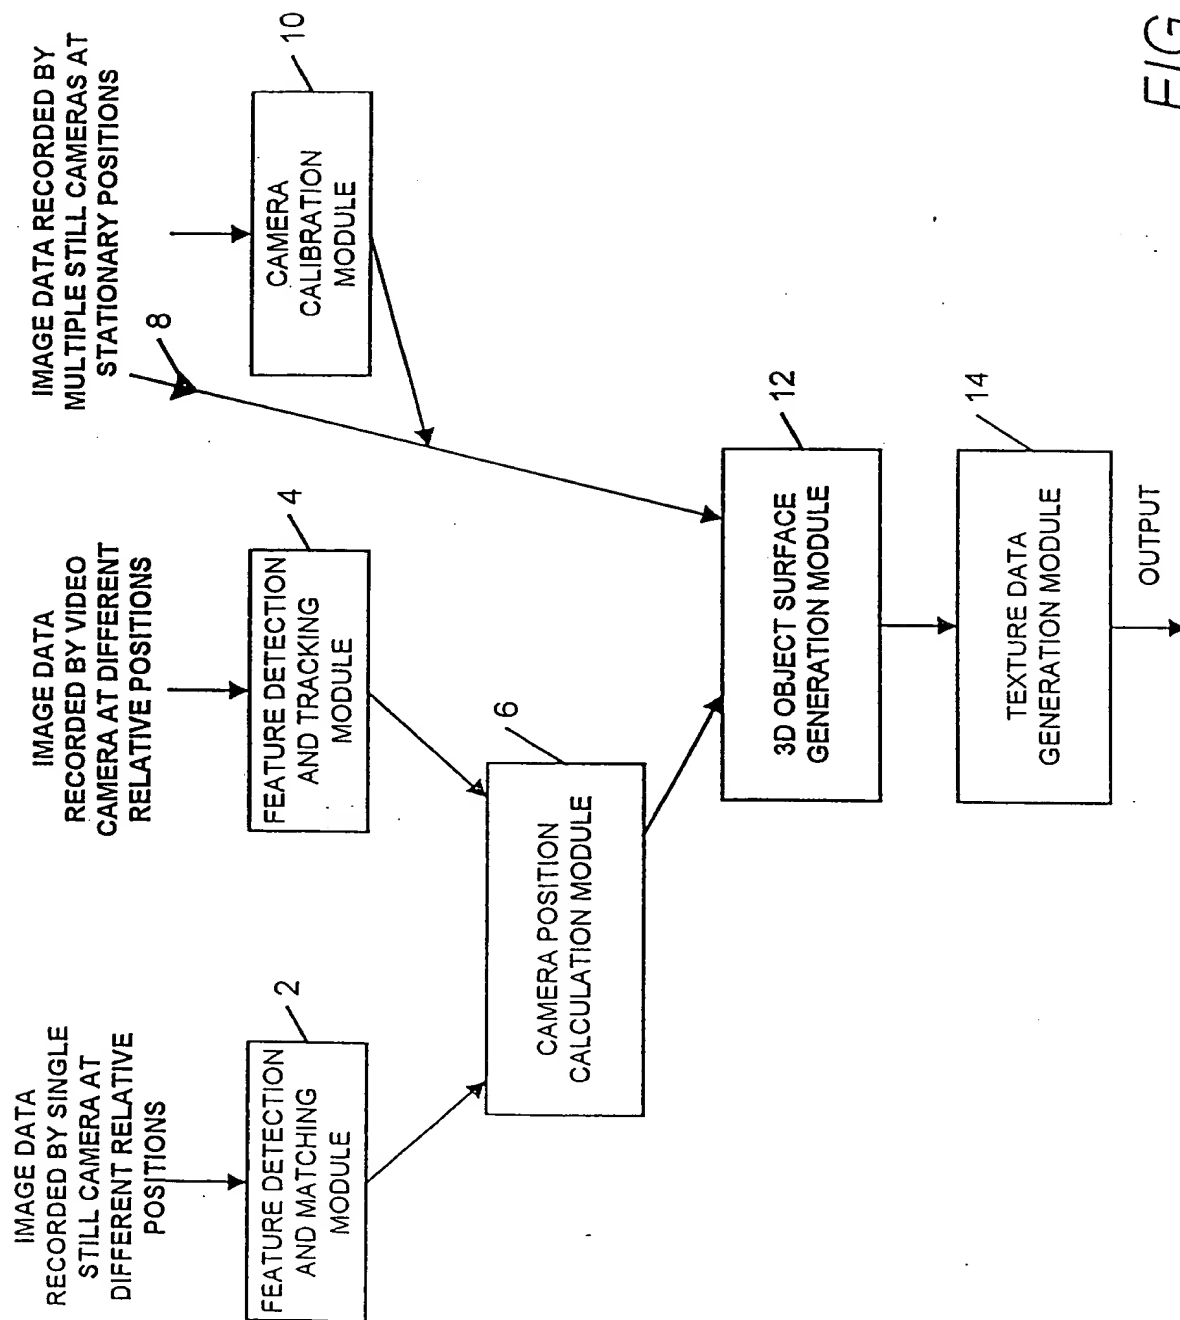 IMAGE DATA
RECORDED BY SINGLE
STILL CAMERA AT
DIFFERENT RELATIVE
POSITIONS
IMAGE DATA
RECORDED BY VIDEO
CAMERA AT DIFFERENT
RELATIVE POSITIONS
IMAGE DATA RECORDED BY
MULTIPLE STILL CAMERAS AT
STATIONARY POSITIONS
2
FEATURE DETECTION
AND MATCHING
MODULE
4
FEATURE DETECTION
AND TRACKING
MODULE
8
10
CAMERA
CALIBRATION
MODULE
6
CAMERA POSITION
CALCULATION MODULE
12
3D OBJECT SURFACE
GENERATION MODULE
14
TEXTURE DATA
GENERATION MODULE
OUTPUT
FIG